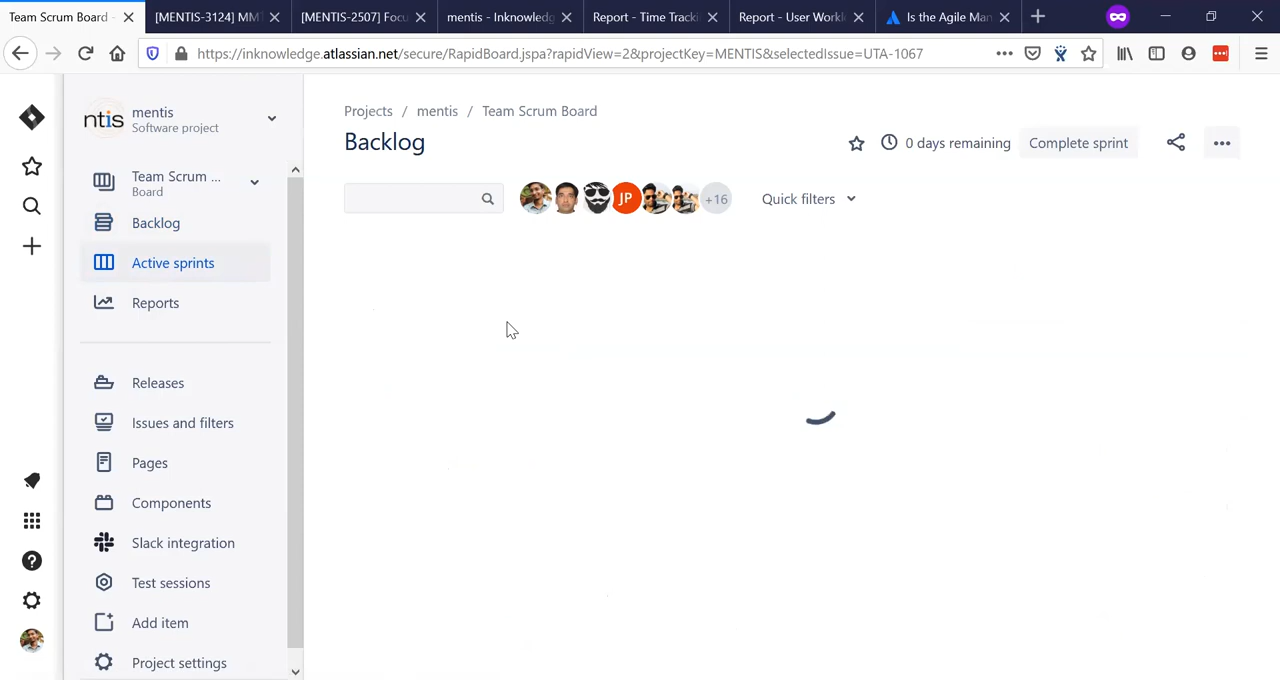 Team Scrum Board -
[MENTIS-3124] MM
[MENTIS-2507] Focu
mentis - Inknowledg
Report - Time Tracki
Report - User Workl
Is the Agile Man
https://inknowledge.atlassian.net/secure/RapidBoard.jspa?rapidView=2&projectKey=MENTIS&selectedIssue=UTA-1067
ntis
mentis
Software project
Team Scrum ...
Board
Backlog
Active sprints
Reports
Releases
Issues and filters
Pages
Components
Slack integration
Test sessions
Add item
Project settings
Projects / mentis / Team Scrum Board
Backlog
0 days remaining
Complete sprint
JP
+16
Quick filters